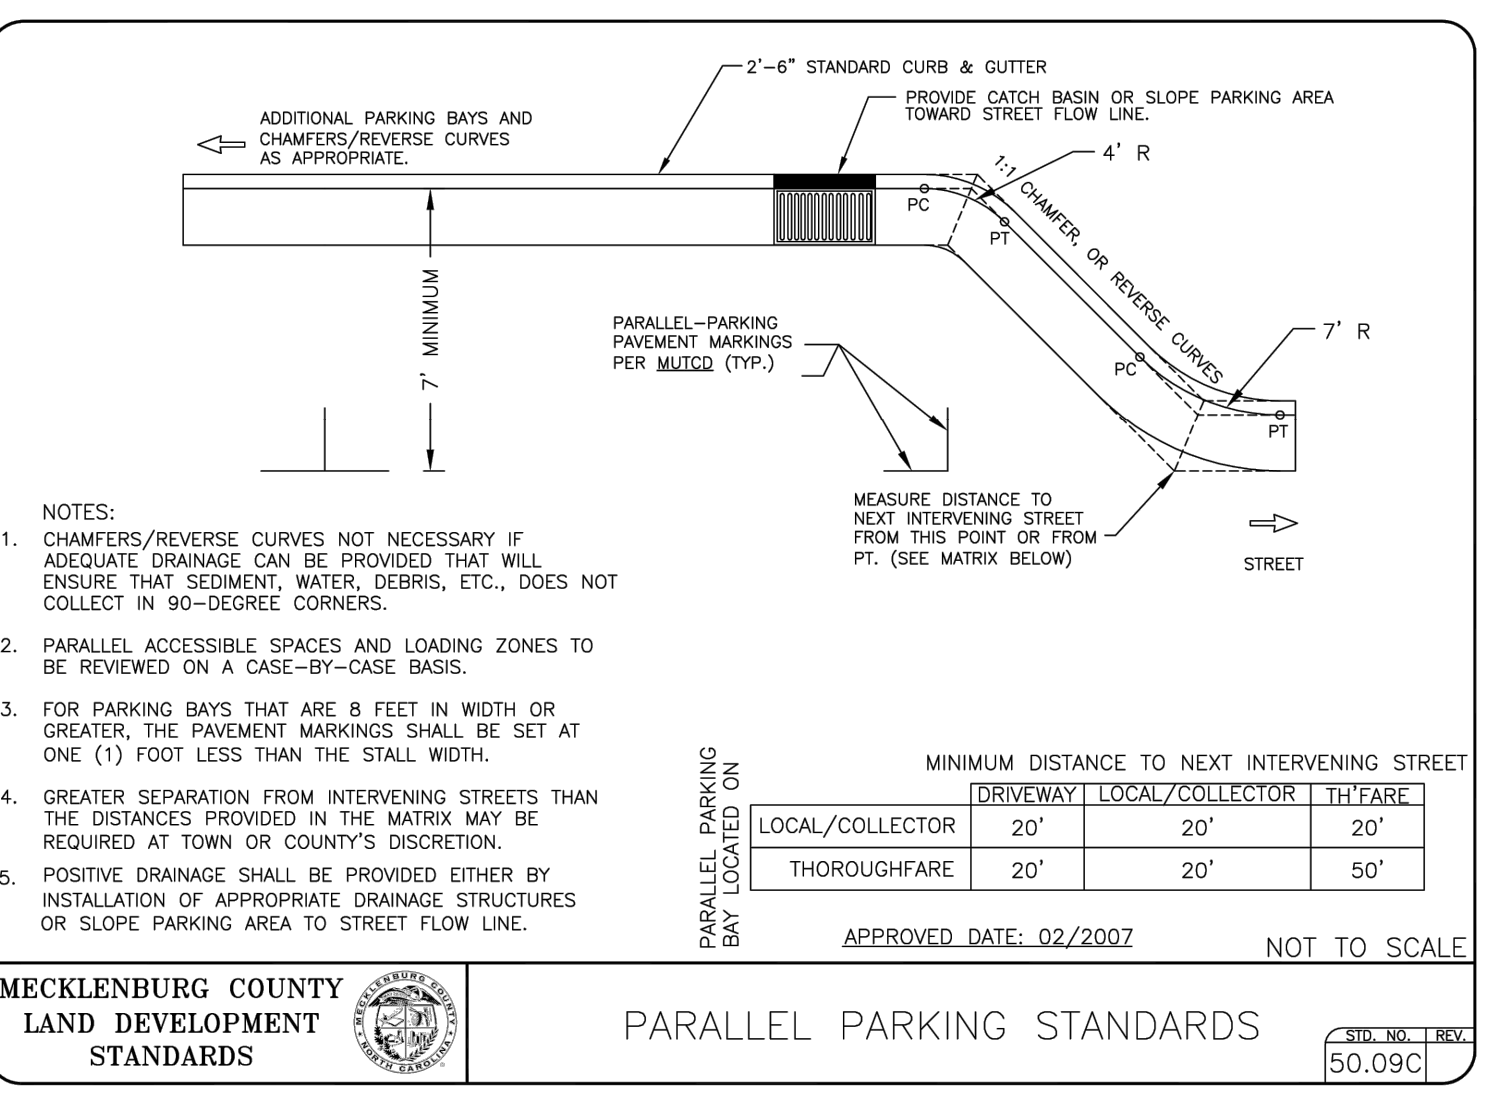 2'-6" STANDARD CURB & GUTTER
PROVIDE CATCH BASIN OR SLOPE PARKING AREA
TOWARD STREET FLOW LINE.
ADDITIONAL PARKING BAYS AND
CHAMFERS/REVERSE CURVES
AS APPROPRIATE.
4' R
1:1 CHAMFER, OR REVERSE CURVES
PC
PT
7' MINIMUM
PARALLEL-PARKING
PAVEMENT MARKINGS
PER MUTCD (TYP.)
7' R
PC
PT
MEASURE DISTANCE TO
NEXT INTERVENING STREET
FROM THIS POINT OR FROM
PT. (SEE MATRIX BELOW)
STREET
NOTES:
1. CHAMFERS/REVERSE CURVES NOT NECESSARY IF
ADEQUATE DRAINAGE CAN BE PROVIDED THAT WILL
ENSURE THAT SEDIMENT, WATER, DEBRIS, ETC., DOES NOT
COLLECT IN 90-DEGREE CORNERS.
2. PARALLEL ACCESSIBLE SPACES AND LOADING ZONES TO
BE REVIEWED ON A CASE-BY-CASE BASIS.
3. FOR PARKING BAYS THAT ARE 8 FEET IN WIDTH OR
GREATER, THE PAVEMENT MARKINGS SHALL BE SET AT
ONE (1) FOOT LESS THAN THE STALL WIDTH.
4. GREATER SEPARATION FROM INTERVENING STREETS THAN
THE DISTANCES PROVIDED IN THE MATRIX MAY BE
REQUIRED AT TOWN OR COUNTY'S DISCRETION.
5. POSITIVE DRAINAGE SHALL BE PROVIDED EITHER BY
INSTALLATION OF APPROPRIATE DRAINAGE STRUCTURES
OR SLOPE PARKING AREA TO STREET FLOW LINE.
PARALLEL PARKING
BAY LOCATED ON
MINIMUM DISTANCE TO NEXT INTERVENING STREET
DRIVEWAY LOCAL/COLLECTOR TH'FARE
LOCAL/COLLECTOR 20' 20' 20'
THOROUGHFARE 20' 20' 50'
APPROVED DATE: 02/2007
NOT TO SCALE
MECKLENBURG COUNTY
LAND DEVELOPMENT
STANDARDS
MECKLENBURG COUNTY
NORTH CAROLINA
PARALLEL PARKING STANDARDS
STD. NO. REV.
50.09C